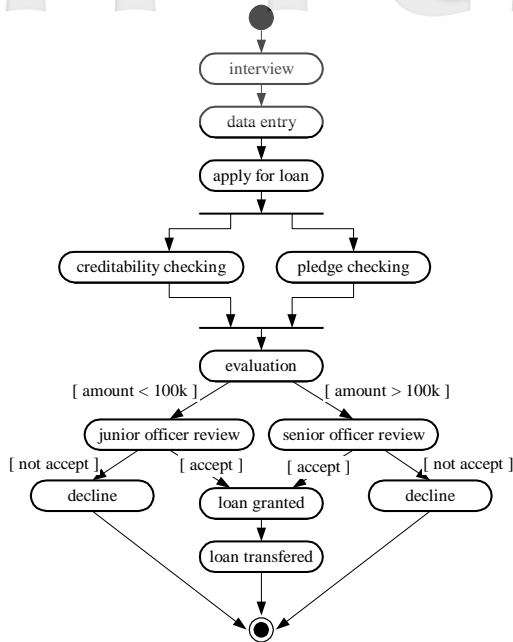 interview
data entry
apply for loan
creditability checking pledge checking
evaluation
[ amount < 100k ] [ amount > 100k ]
junior officer review senior officer review
[ not accept ] [ accept ] [ accept ] [ not accept ]
decline loan granted decline
loan transfered